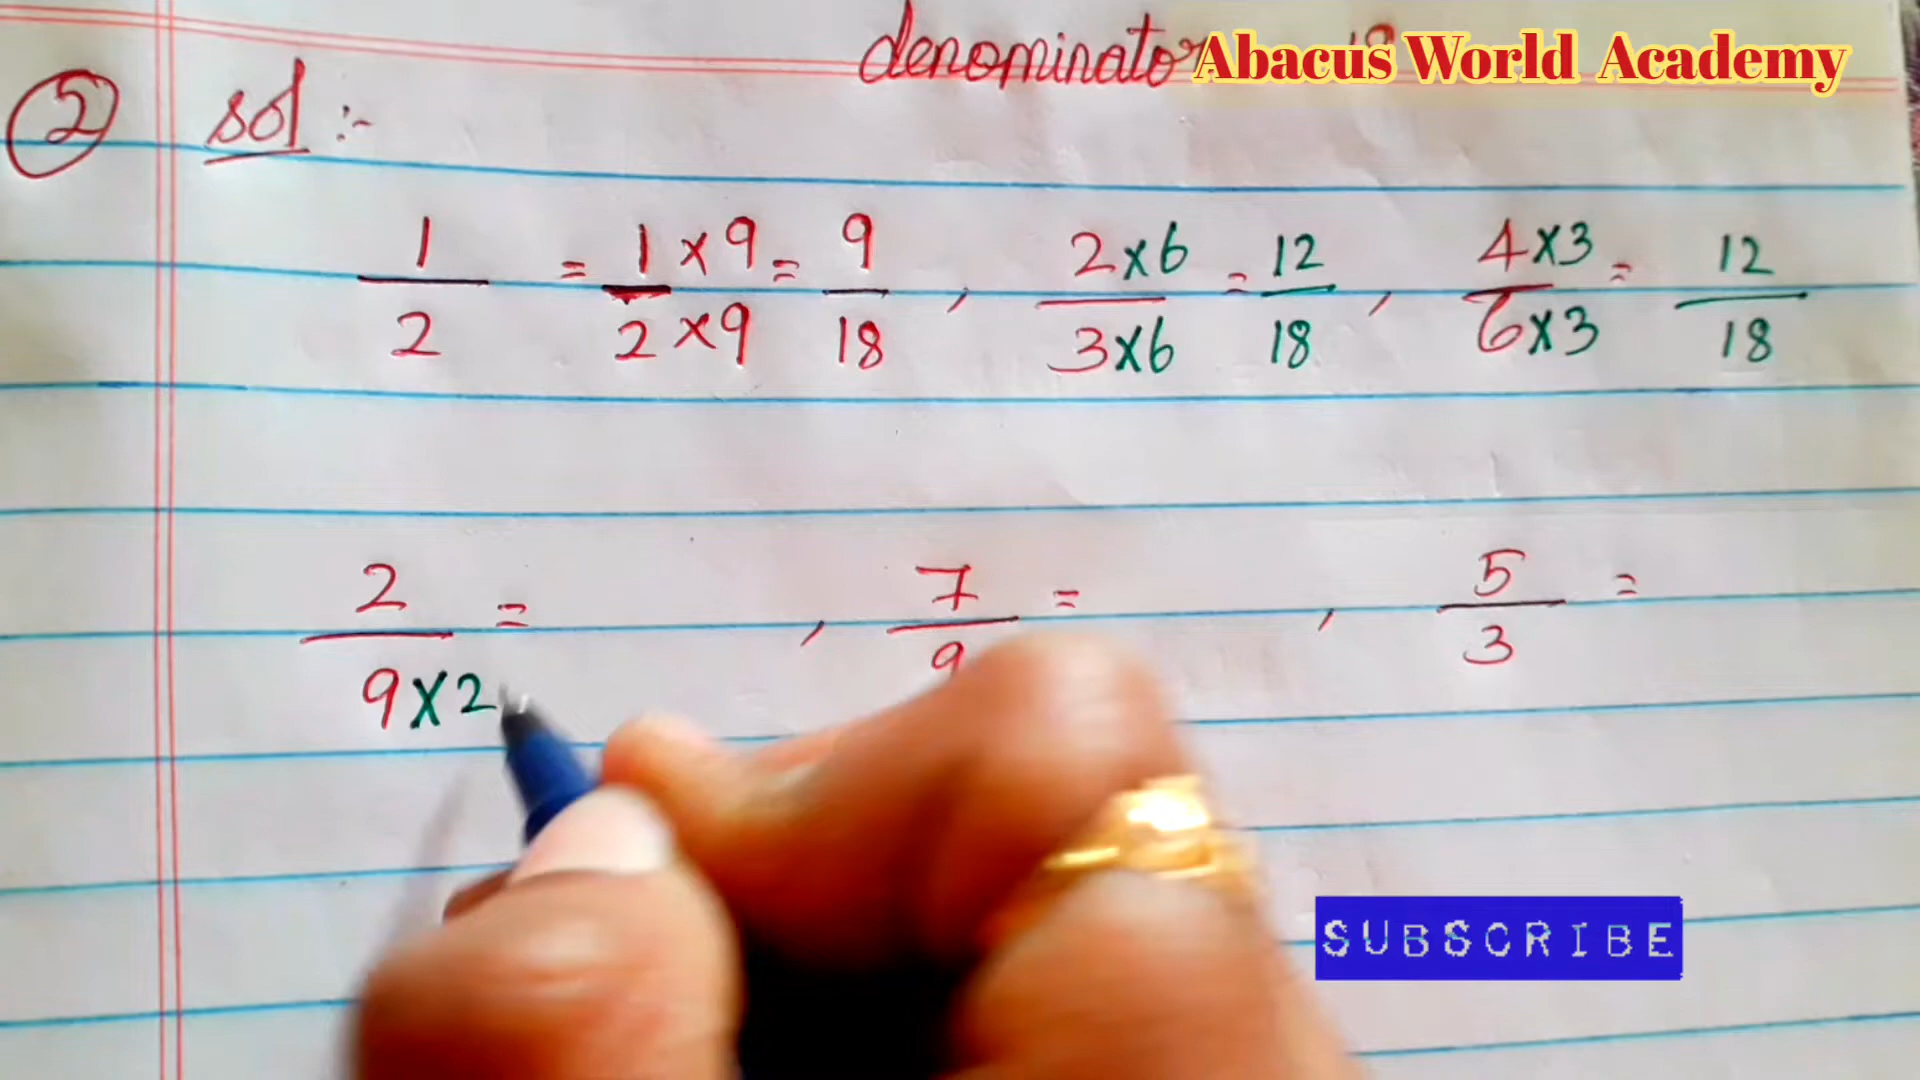 denominator Abacus World Academy
② sol :-
1/2 = 1×9/2×9 = 9/18 , 2×6/3×6 = 12/18 , 4×3/6×3 = 12/18
2/9×2 = , 7/9 = , 5/3 =
SUBSCRIBE